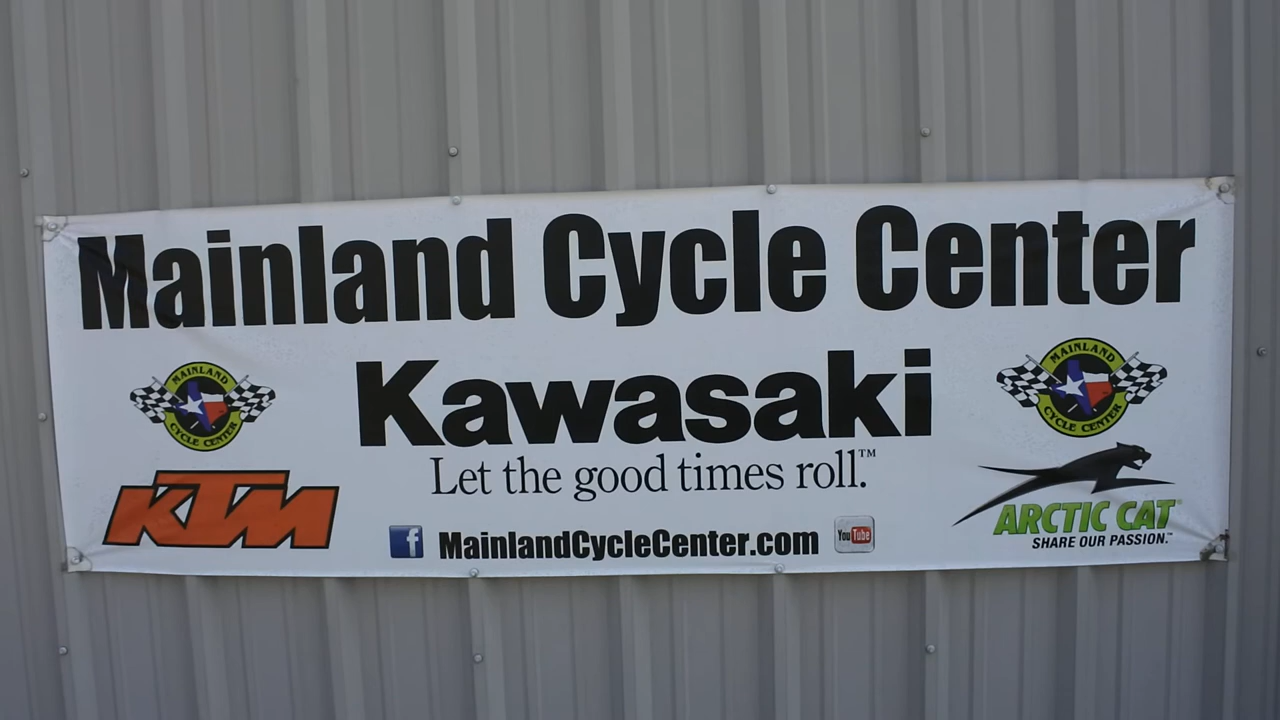 Mainland Cycle Center
MAINLAND
CYCLE CENTER
Kawasaki
Let the good times roll.™
MAINLAND
CYCLE CENTER
KTM
f
MainlandCycleCenter.com
You Tube
ARCTIC CAT®
SHARE OUR PASSION.™